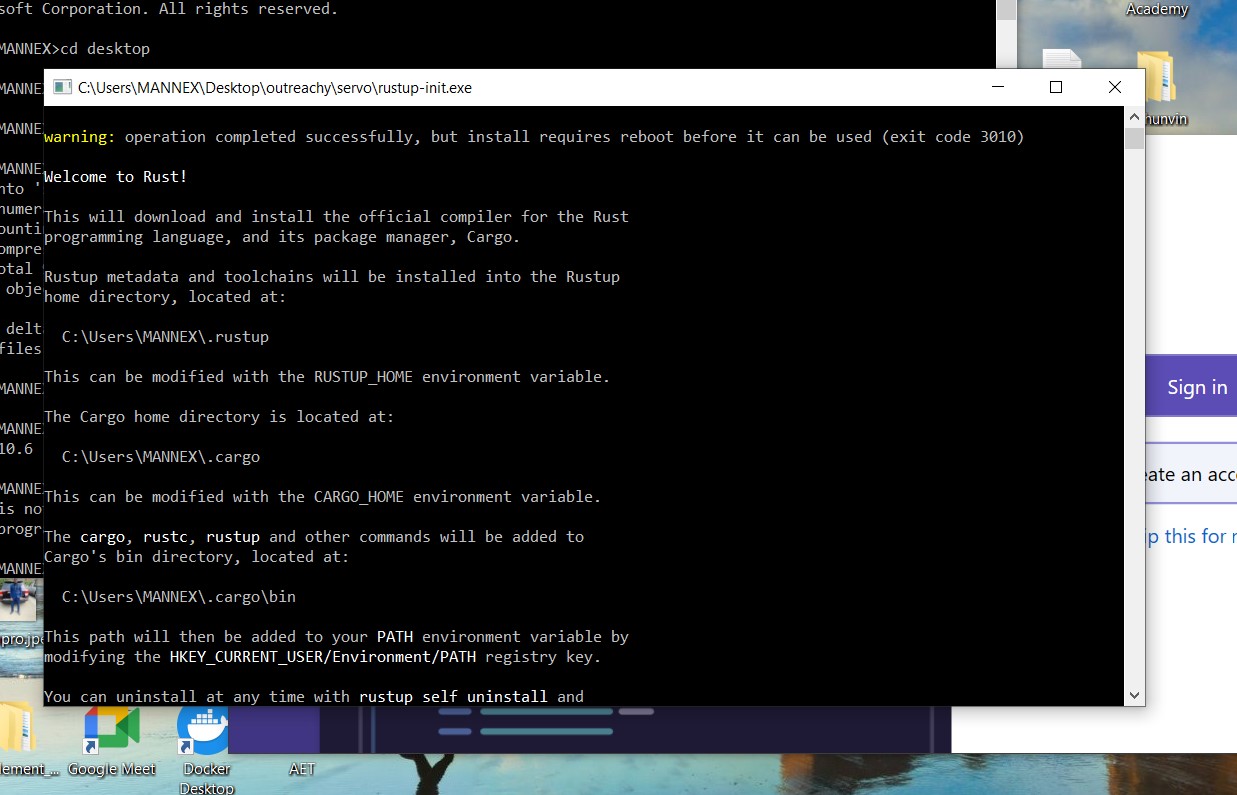 soft Corporation. All rights reserved.
MANNEX>cd desktop
MANNE
MANNE
MANNE
nto '
numer
ounti
ompre
otal
obje
delt
files
MANNE
MANNE
10.6
MANNE
is no
progr
MANNE
C:\Users\MANNEX\Desktop\outreachy\servo\rustup-init.exe
warning: operation completed successfully, but install requires reboot before it can be used (exit code 3010)
Welcome to Rust!
This will download and install the official compiler for the Rust
programming language, and its package manager, Cargo.
Rustup metadata and toolchains will be installed into the Rustup
home directory, located at:
C:\Users\MANNEX\.rustup
This can be modified with the RUSTUP_HOME environment variable.
The Cargo home directory is located at:
C:\Users\MANNEX\.cargo
This can be modified with the CARGO_HOME environment variable.
The cargo, rustc, rustup and other commands will be added to
Cargo's bin directory, located at:
C:\Users\MANNEX\.cargo\bin
This path will then be added to your PATH environment variable by
modifying the HKEY_CURRENT_USER/Environment/PATH registry key.
You can uninstall at any time with rustup self uninstall and
Academy
hunvin
Sign in
eate an acc
ip this for
pro.jp
lement_...
Google Meet
Docker
Desktop
AET